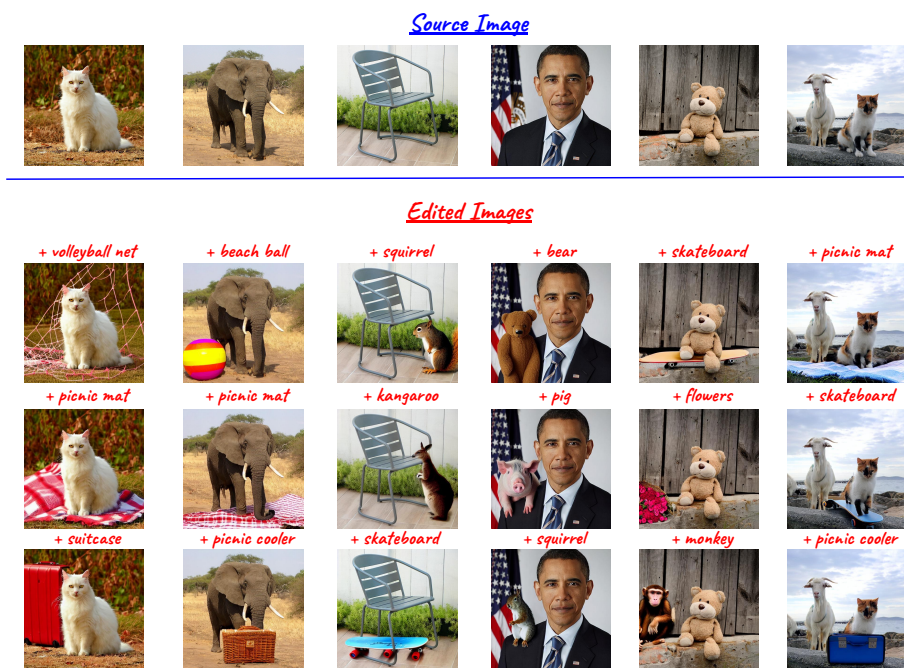 Source Image
Edited Images
+ volleyball net + beach ball + squirrel + bear + skateboard + picnic mat
+ picnic mat + picnic mat + kangaroo + pig + flowers + skateboard
+ suitcase + picnic cooler + skateboard + squirrel + monkey + picnic cooler